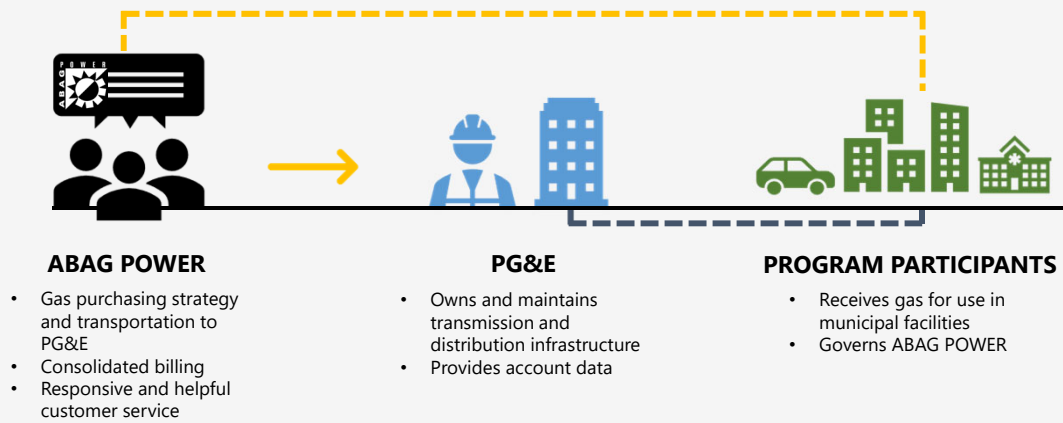 POWER
ABAG
ABAG POWER
• Gas purchasing strategy
and transportation to
PG&E
• Consolidated billing
• Responsive and helpful
customer service
PG&E
• Owns and maintains
transmission and
distribution infrastructure
• Provides account data
PROGRAM PARTICIPANTS
• Receives gas for use in
municipal facilities
• Governs ABAG POWER